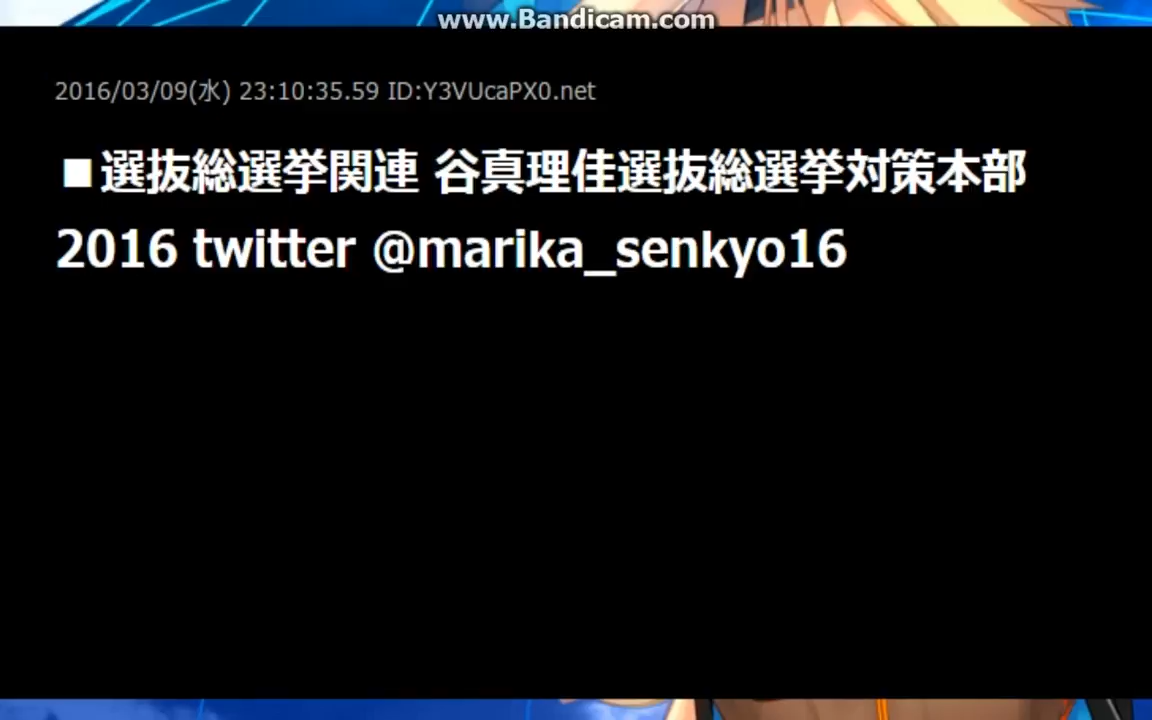 www.Bandicam.com
2016/03/09(水) 23:10:35.59 ID:Y3VUcaPX0.net
■選抜総選挙関連 谷真理佳選抜総選挙対策本部
2016 twitter @marika_senkyo16